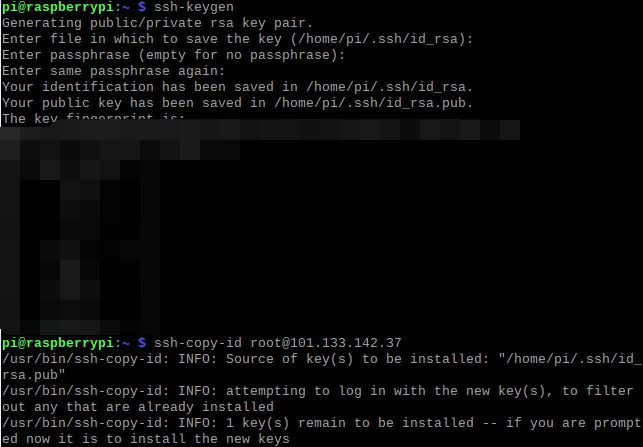 pi@raspberrypi:~ $ ssh-keygen
Generating public/private rsa key pair.
Enter file in which to save the key (/home/pi/.ssh/id_rsa):
Enter passphrase (empty for no passphrase):
Enter same passphrase again:
Your identification has been saved in /home/pi/.ssh/id_rsa.
Your public key has been saved in /home/pi/.ssh/id_rsa.pub.
The key fingerprint is:
pi@raspberrypi:~ $ ssh-copy-id root@101.133.142.37
/usr/bin/ssh-copy-id: INFO: Source of key(s) to be installed: "/home/pi/.ssh/id_
rsa.pub"
/usr/bin/ssh-copy-id: INFO: attempting to log in with the new key(s), to filter
out any that are already installed
/usr/bin/ssh-copy-id: INFO: 1 key(s) remain to be installed -- if you are prompt
ed now it is to install the new keys